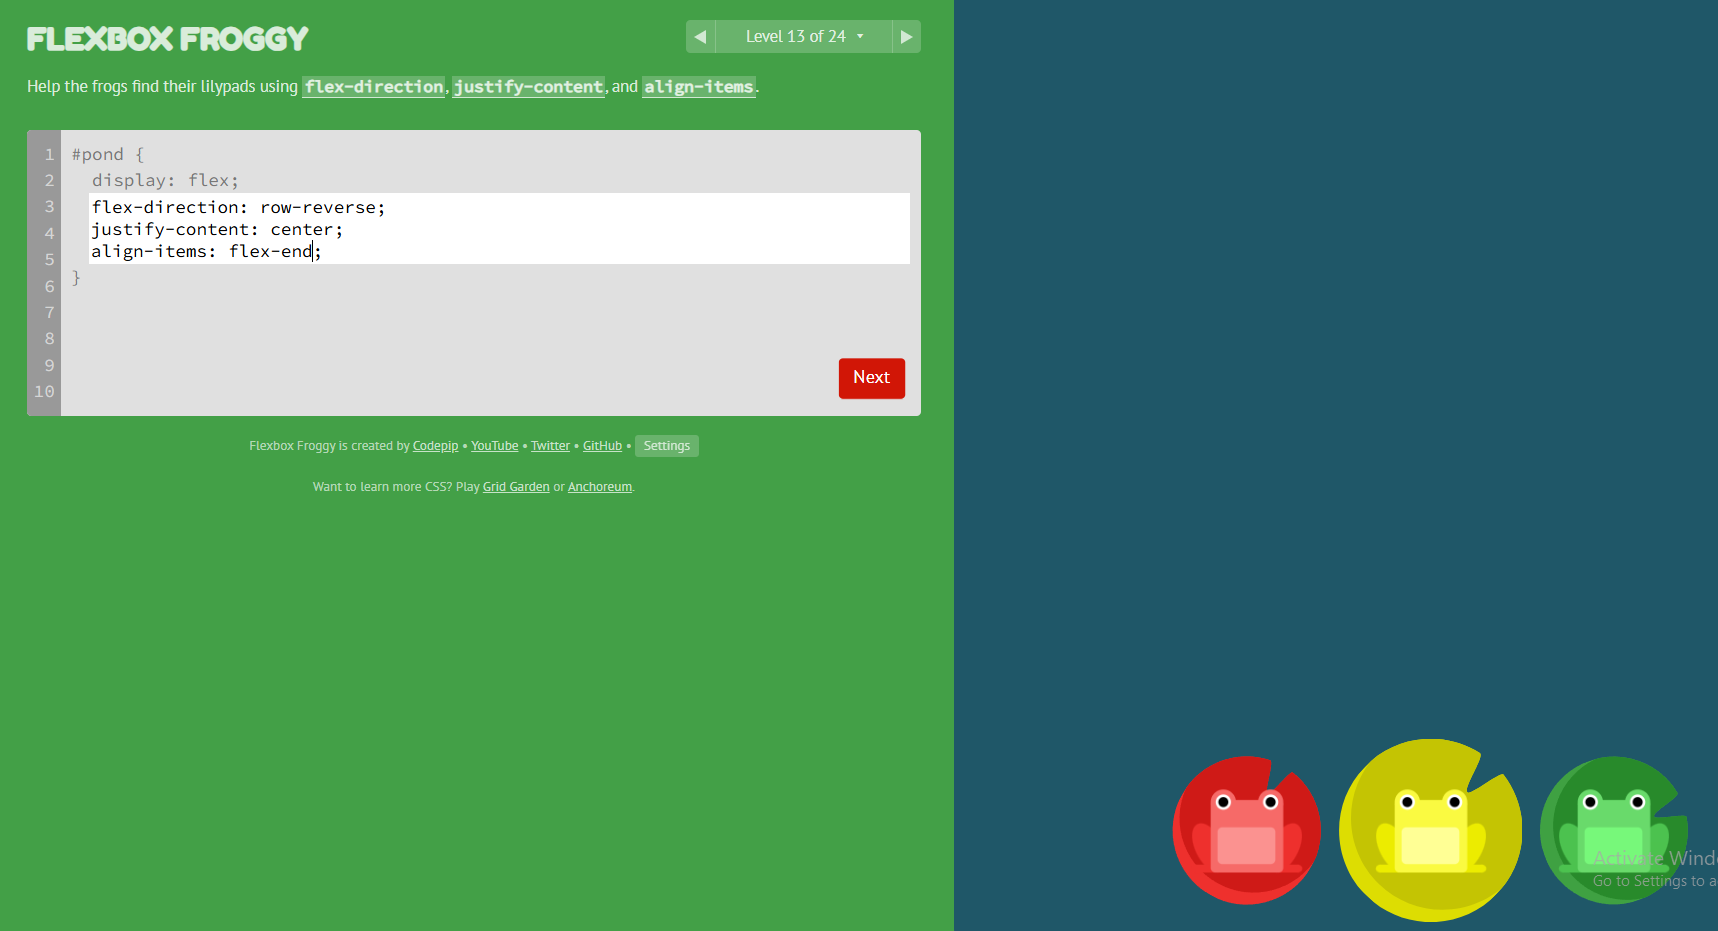 FLEXBOX FROGGY
◀ Level 13 of 24 ▾ ▶
Help the frogs find their lilypads using flex-direction, justify-content, and align-items.
1 #pond {
2 display: flex;
3 flex-direction: row-reverse;
4 justify-content: center;
5 align-items: flex-end;
6 }
7
8
9
10
Next
Flexbox Froggy is created by Codepip • YouTube • Twitter • GitHub • Settings
Want to learn more CSS? Play Grid Garden or Anchoreum.
Activate Wind
Go to Settings to a